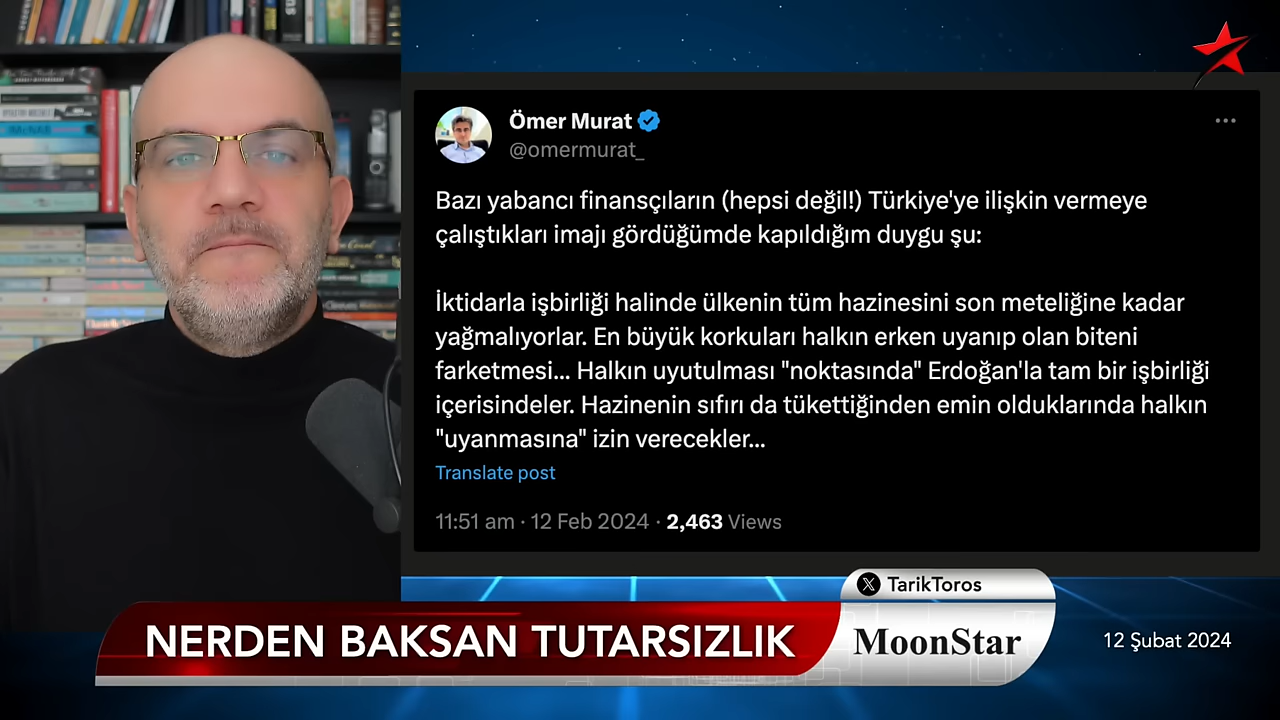 Ömer Murat
@omermurat_
Bazı yabancı finansçıların (hepsi değil!) Türkiye'ye ilişkin vermeye
çalıştıkları imajı gördüğümde kapıldığım duygu şu:
İktidarla işbirliği halinde ülkenin tüm hazinesini son meteliğine kadar
yağmalıyorlar. En büyük korkuları halkın erken uyanıp olan biteni
farketmesi... Halkın uyutulması "noktasında" Erdoğan'la tam bir işbirliği
içerisindeler. Hazinenin sıfırı da tükettiğinden emin olduklarında halkın
"uyanmasına" izin verecekler...
Translate post
11:51 am · 12 Feb 2024 · 2,463 Views
TarikToros
NERDEN BAKSAN TUTARSIZLIK
MoonStar
12 Şubat 2024